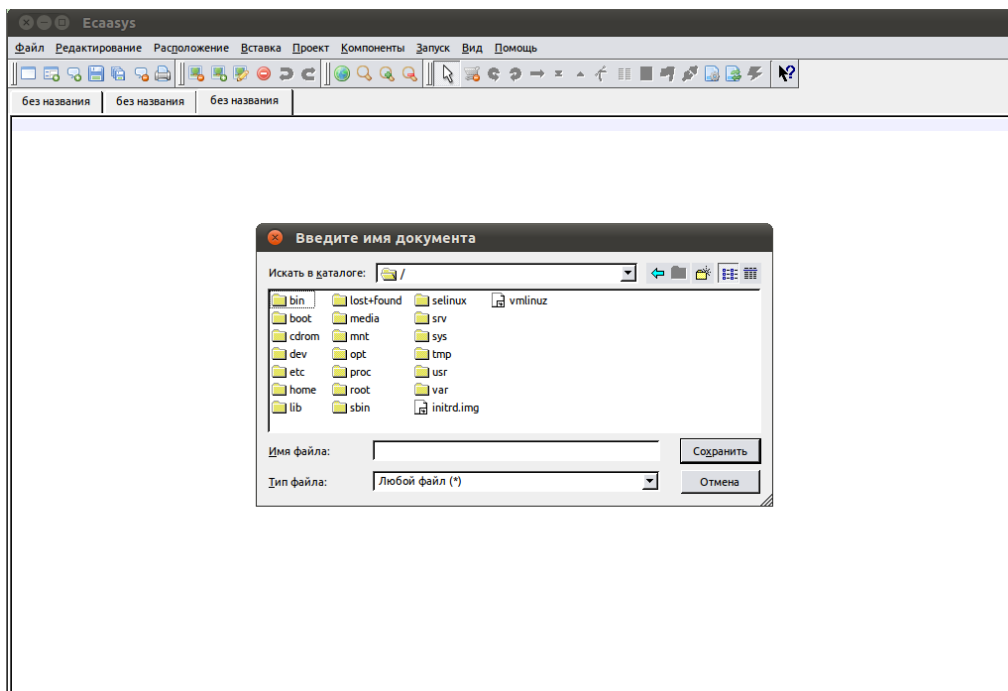 Ecaasys
Файл Редактирование Расположение Вставка Проект Компоненты Запуск Вид Помощь
без названия без названия без названия
Введите имя документа
Искать в каталоге: /
bin lost+found selinux vmlinuz
boot media srv
cdrom mnt sys
dev opt tmp
etc proc usr
home root var
lib sbin initrd.img
Имя файла: Сохранить
Тип файла: Любой файл (*) Отмена